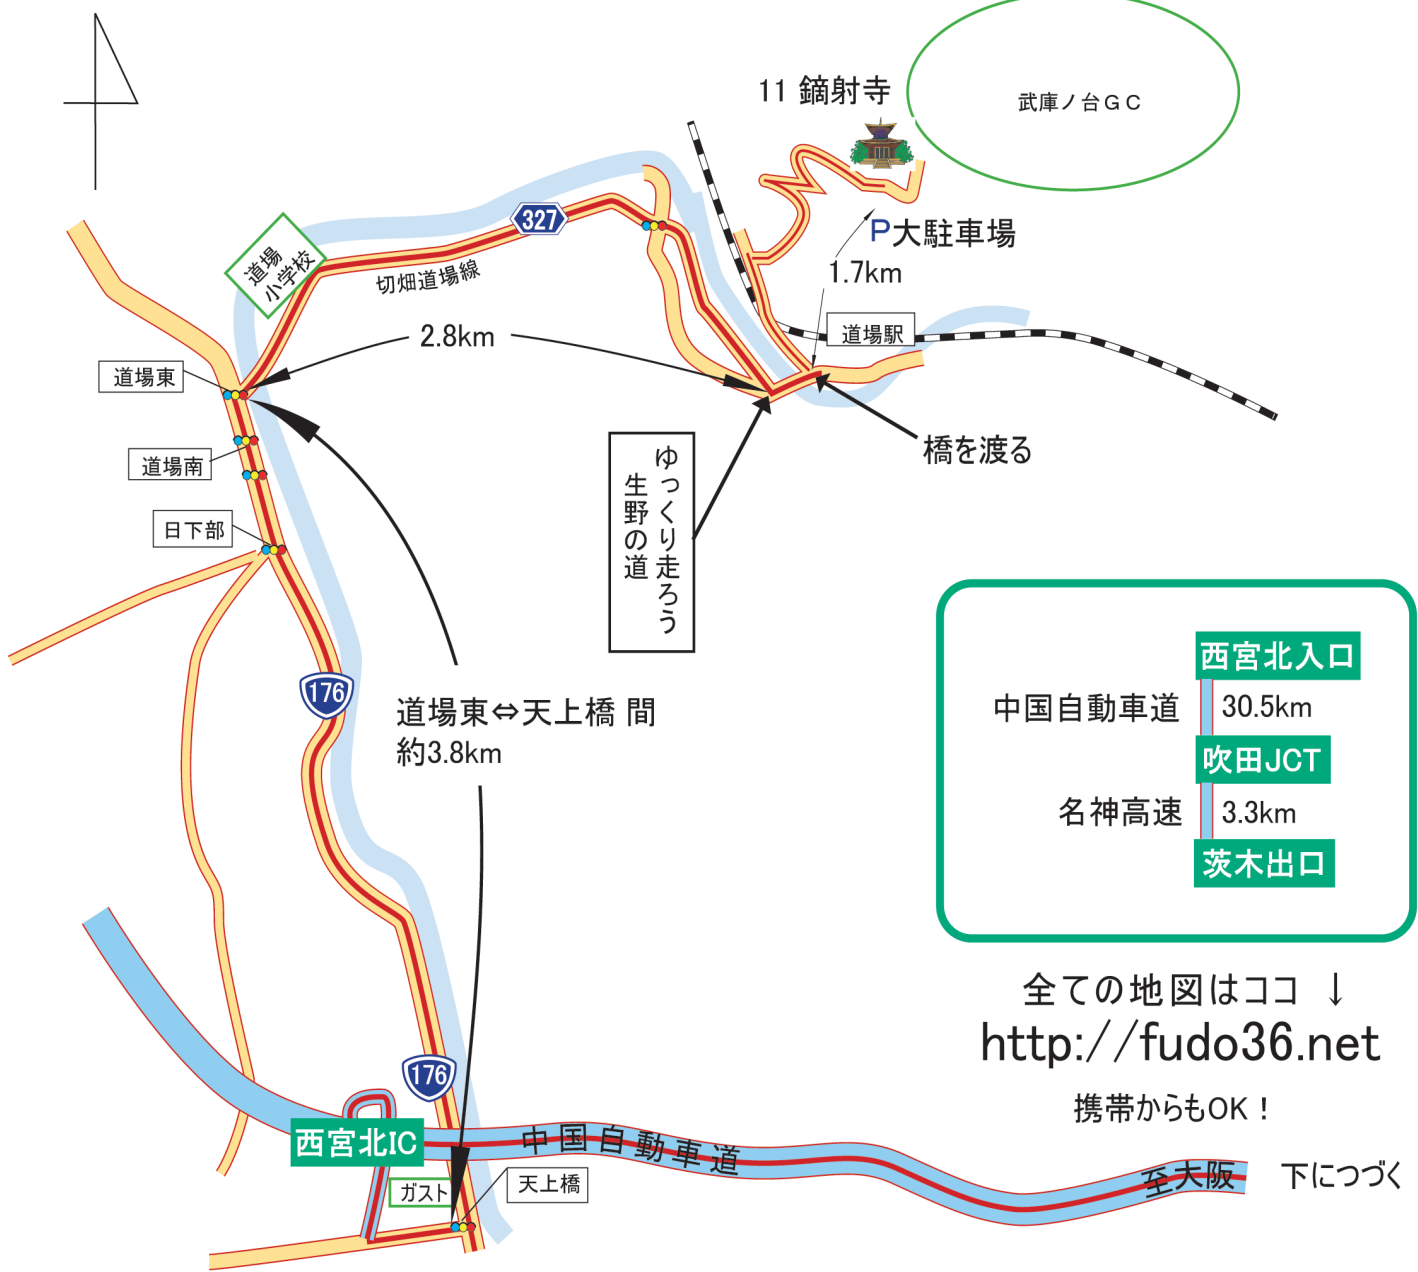 11 鏑射寺
武庫ノ台GC
P大駐車場
1.7km
327
道場
小学校
切畑道場線
2.8km
道場駅
道場東
道場南
日下部
橋を渡る
ゆっくり走ろう
生野の道
176
道場東⇔天上橋 間
約3.8km
西宮北入口
中国自動車道
30.5km
吹田JCT
名神高速
3.3km
茨木出口
全ての地図はココ ↓
http://fudo36.net
携帯からもOK！
176
西宮北IC
中国自動車道
ガスト
天上橋
至大阪
下につづく